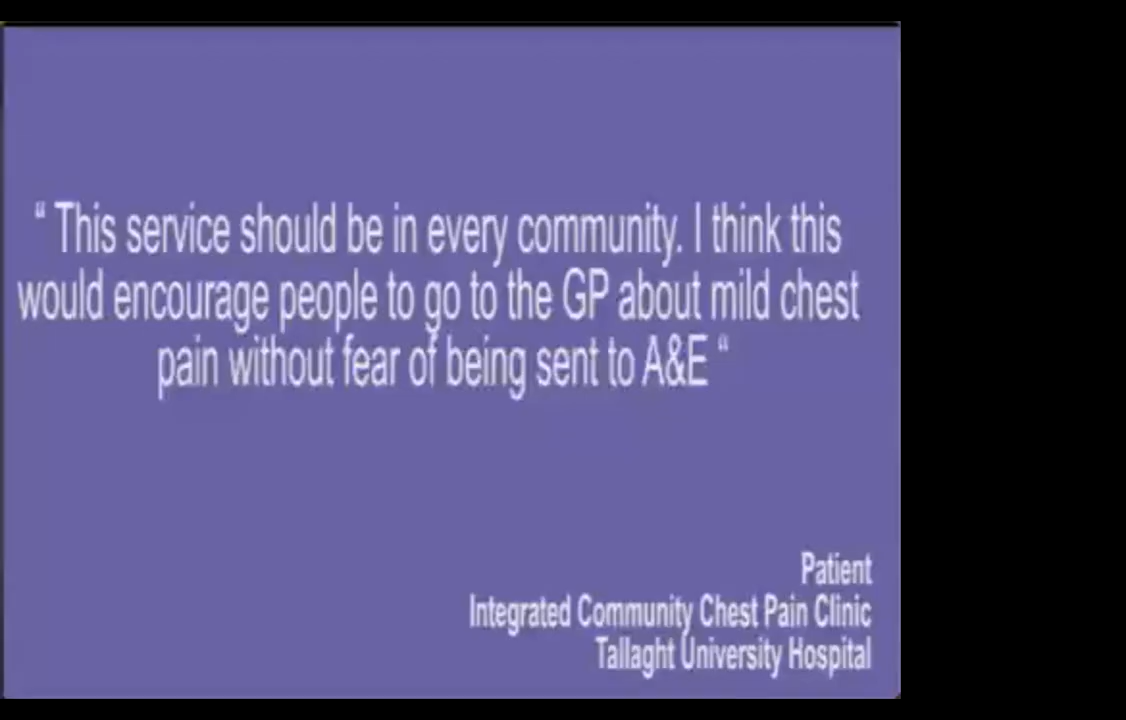 “ This service should be in every community. I think this
would encourage people to go to the GP about mild chest
pain without fear of being sent to A&E “
Patient
Integrated Community Chest Pain Clinic
Tallaght University Hospital